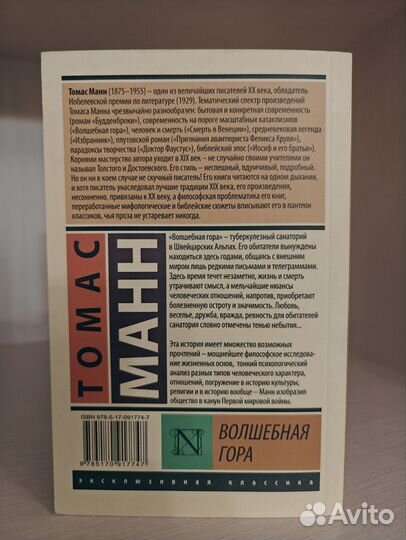 Томас Манн (1875–1955) – один из величайших писателей XX века, обладатель
Нобелевской премии по литературе (1929). Тематический спектр произведений
Томаса Манна чрезвычайно разнообразен: бытовая и конкретная современность
(роман «Будденброки»), современность на пороге масштабных катаклизмов
(«Волшебная гора»), человек и смерть («Смерть в Венеции»), средневековая легенда
(«Избранник»), плутовской роман («Признания авантюриста Феликса Круля»),
парадоксы творчества («Доктор Фаустус»), библейский эпос («Иосиф и его братья»).
Корнями мастерство автора уходит в XIX век – не случайно своими учителями он
называл Толстого и Достоевского. Его стиль – неспешный, вдумчивый, подробный.
Но он ни в коем случае не скучный писатель! Его книги читаются на одном дыхании,
и хотя писатель унаследовал лучшие традиции XIX века, его произведения,
несомненно, привязаны к XX веку, а философская проблематика его книг,
переработанные мифологические и библейские сюжеты вписывают его в пантеон
классиков, чья проза не устаревает никогда.
ТОМАС
МАНН
«Волшебная гора» – туберкулезный санаторий
в Швейцарских Альпах. Его обитатели вынуждены
находиться здесь годами, общаясь с внешним
миром лишь редкими письмами и телеграммами.
Здесь время течет незаметно, жизнь и смерть
утрачивают смысл, а мельчайшие нюансы
человеческих отношений, напротив, приобретают
болезненную остроту и значимость. Любовь,
веселье, дружба, вражда, ревность для обитателей
санатория словно отмечены тенью небытия...
Эта история имеет множество возможных
прочтений – мощнейшее философское исследова-
ние жизненных основ, тонкий психологический
анализ разных типов человеческого характера,
отношений, погружение в историю культуры,
религии и в историю вообще – Манн изобразил
общество в канун Первой мировой войны.
ISBN 978-5-17-091774-7
9 785170 917747
N
ВОЛШЕБНАЯ
ГОРА
эксклюзивная классика
Avito